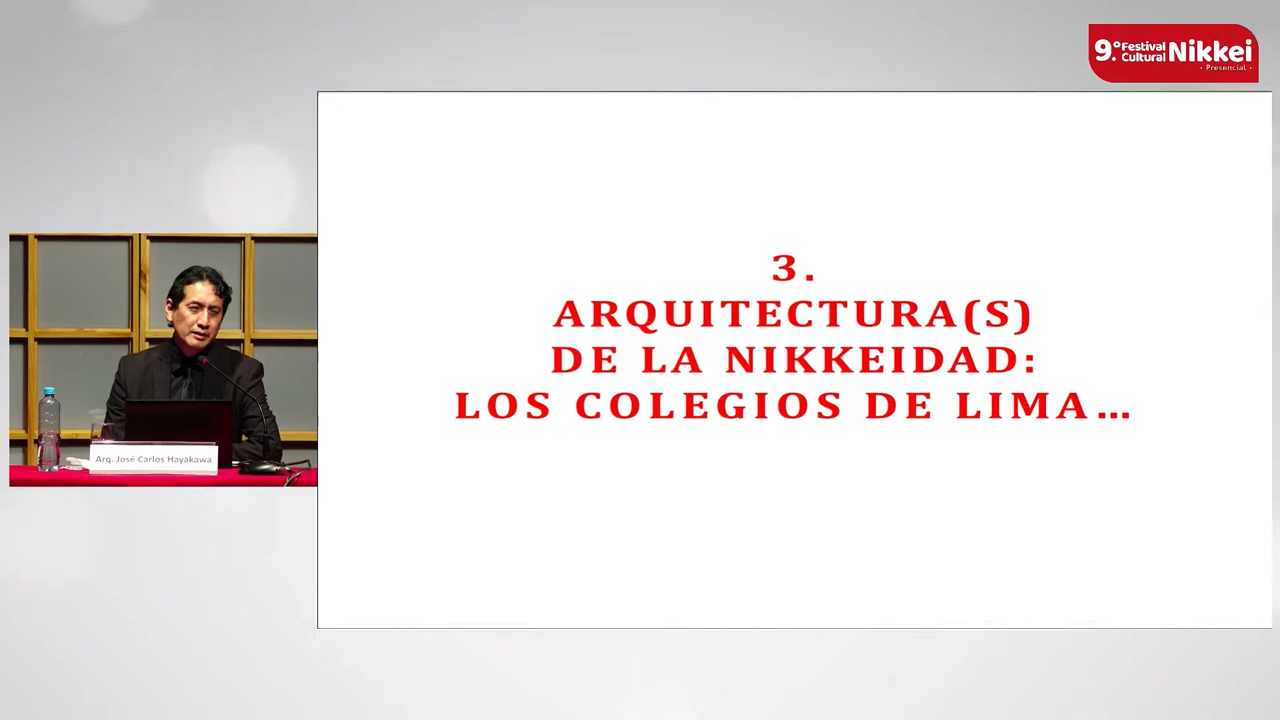 9.º Festival Cultural Nikkei
· Presencial ·
3.
ARQUITECTURA(S)
DE LA NIKKEIDAD:
LOS COLEGIOS DE LIMA...
Arq. José Carlos Hayakawa